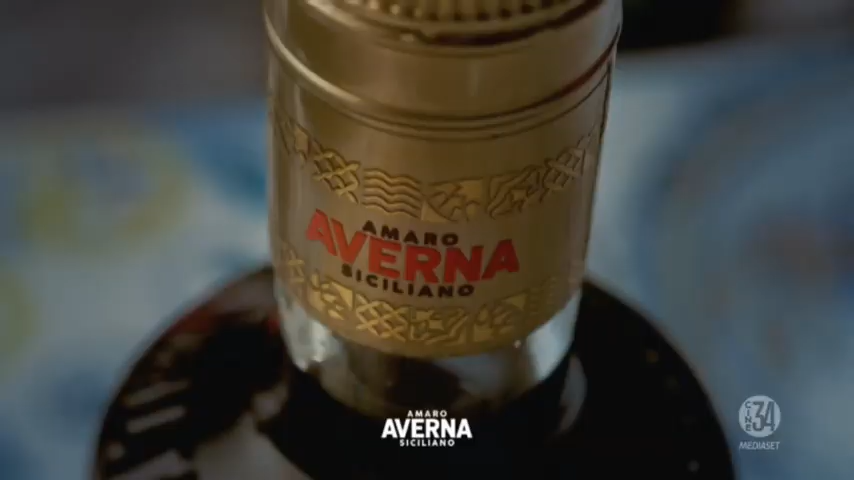 AMARO
AVERNA
SICILIANO
AMARO
AVERNA
SICILIANO
CINE
34
MEDIASET